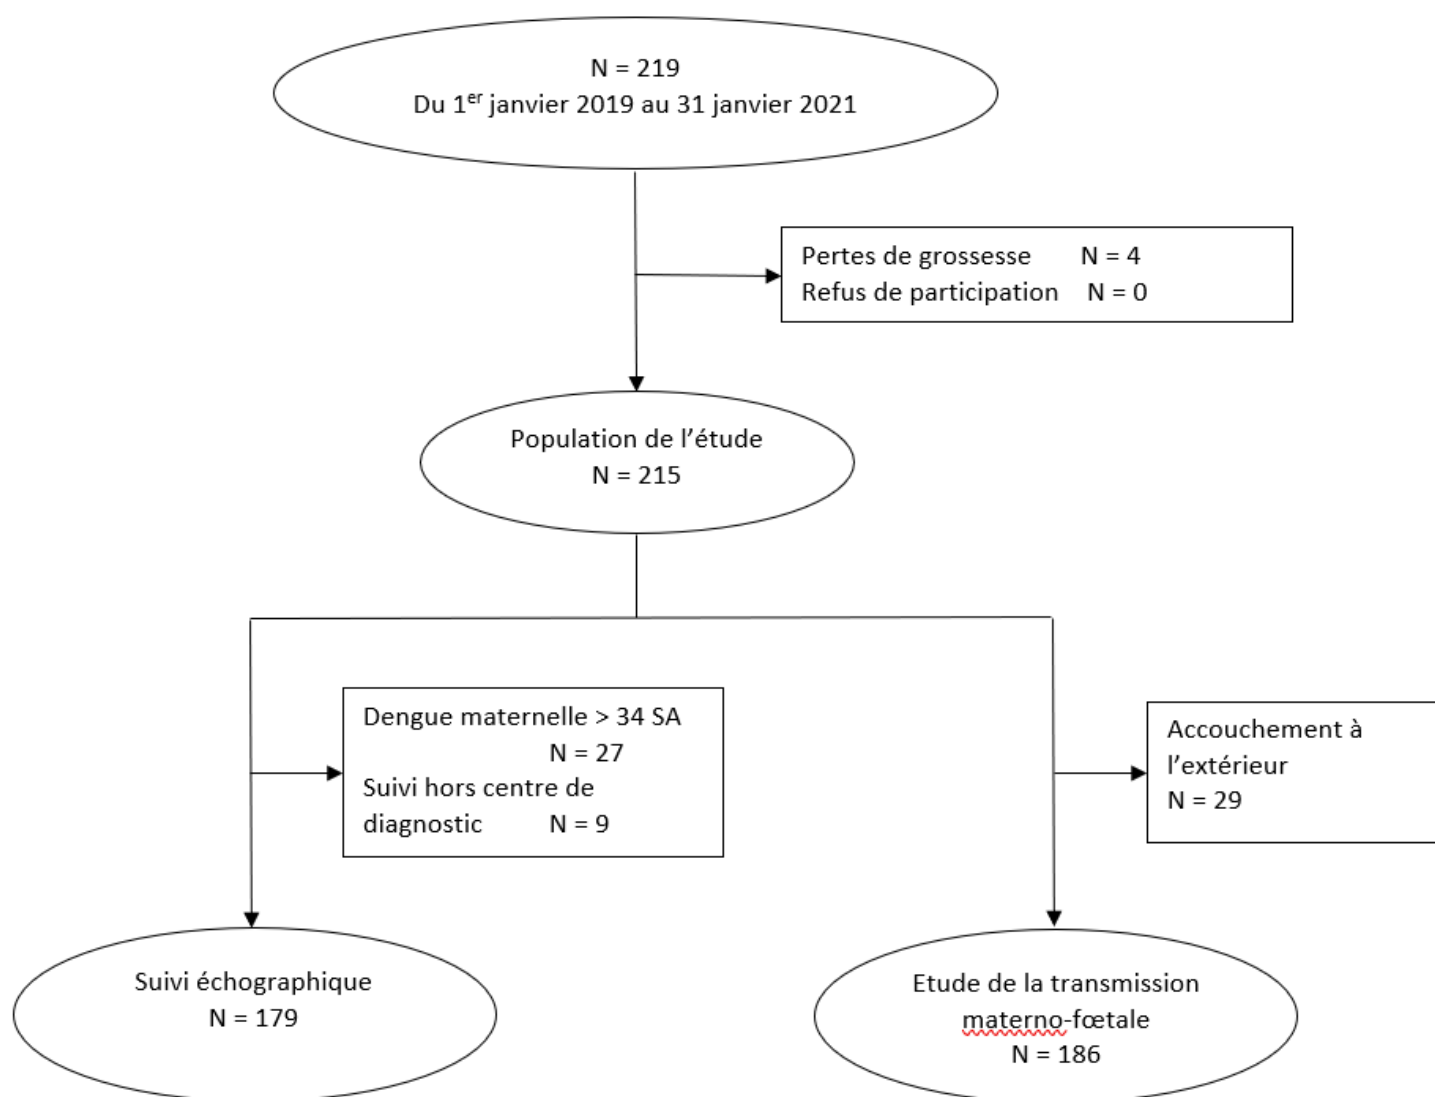 N = 219
Du 1er janvier 2019 au 31 janvier 2021
Pertes de grossesse N = 4
Refus de participation N = 0
Population de l’étude
N = 215
Dengue maternelle > 34 SA
N = 27
Suivi hors centre de
diagnostic N = 9
Accouchement à
l’extérieur
N = 29
Suivi échographique
N = 179
Etude de la transmission
materno-fœtale
N = 186